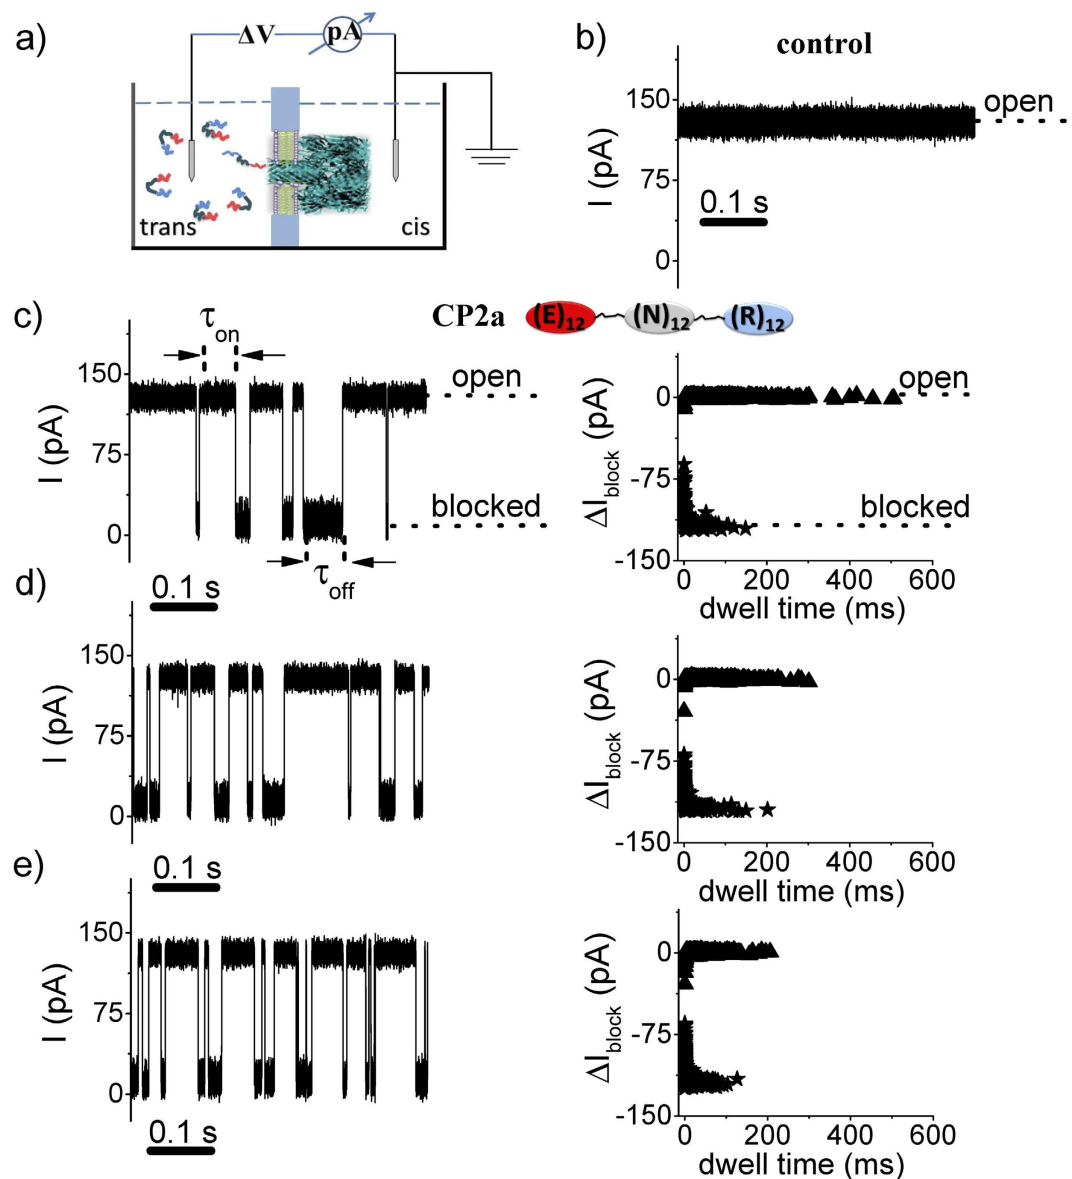 a)
ΔV
pA
trans
cis
b)
control
I (pA)
150
75
0
open
0.1 s
c)
CP2a
(E)12
(N)12
(R)12
τon
I (pA)
150
75
0
open
blocked
τoff
0.1 s
ΔIblock (pA)
0
-75
-150
open
blocked
0 200 400 600
dwell time (ms)
d)
I (pA)
150
75
0
0.1 s
ΔIblock (pA)
0
-75
-150
0 200 400 600
dwell time (ms)
e)
I (pA)
150
75
0
0.1 s
ΔIblock (pA)
0
-75
-150
0 200 400 600
dwell time (ms)